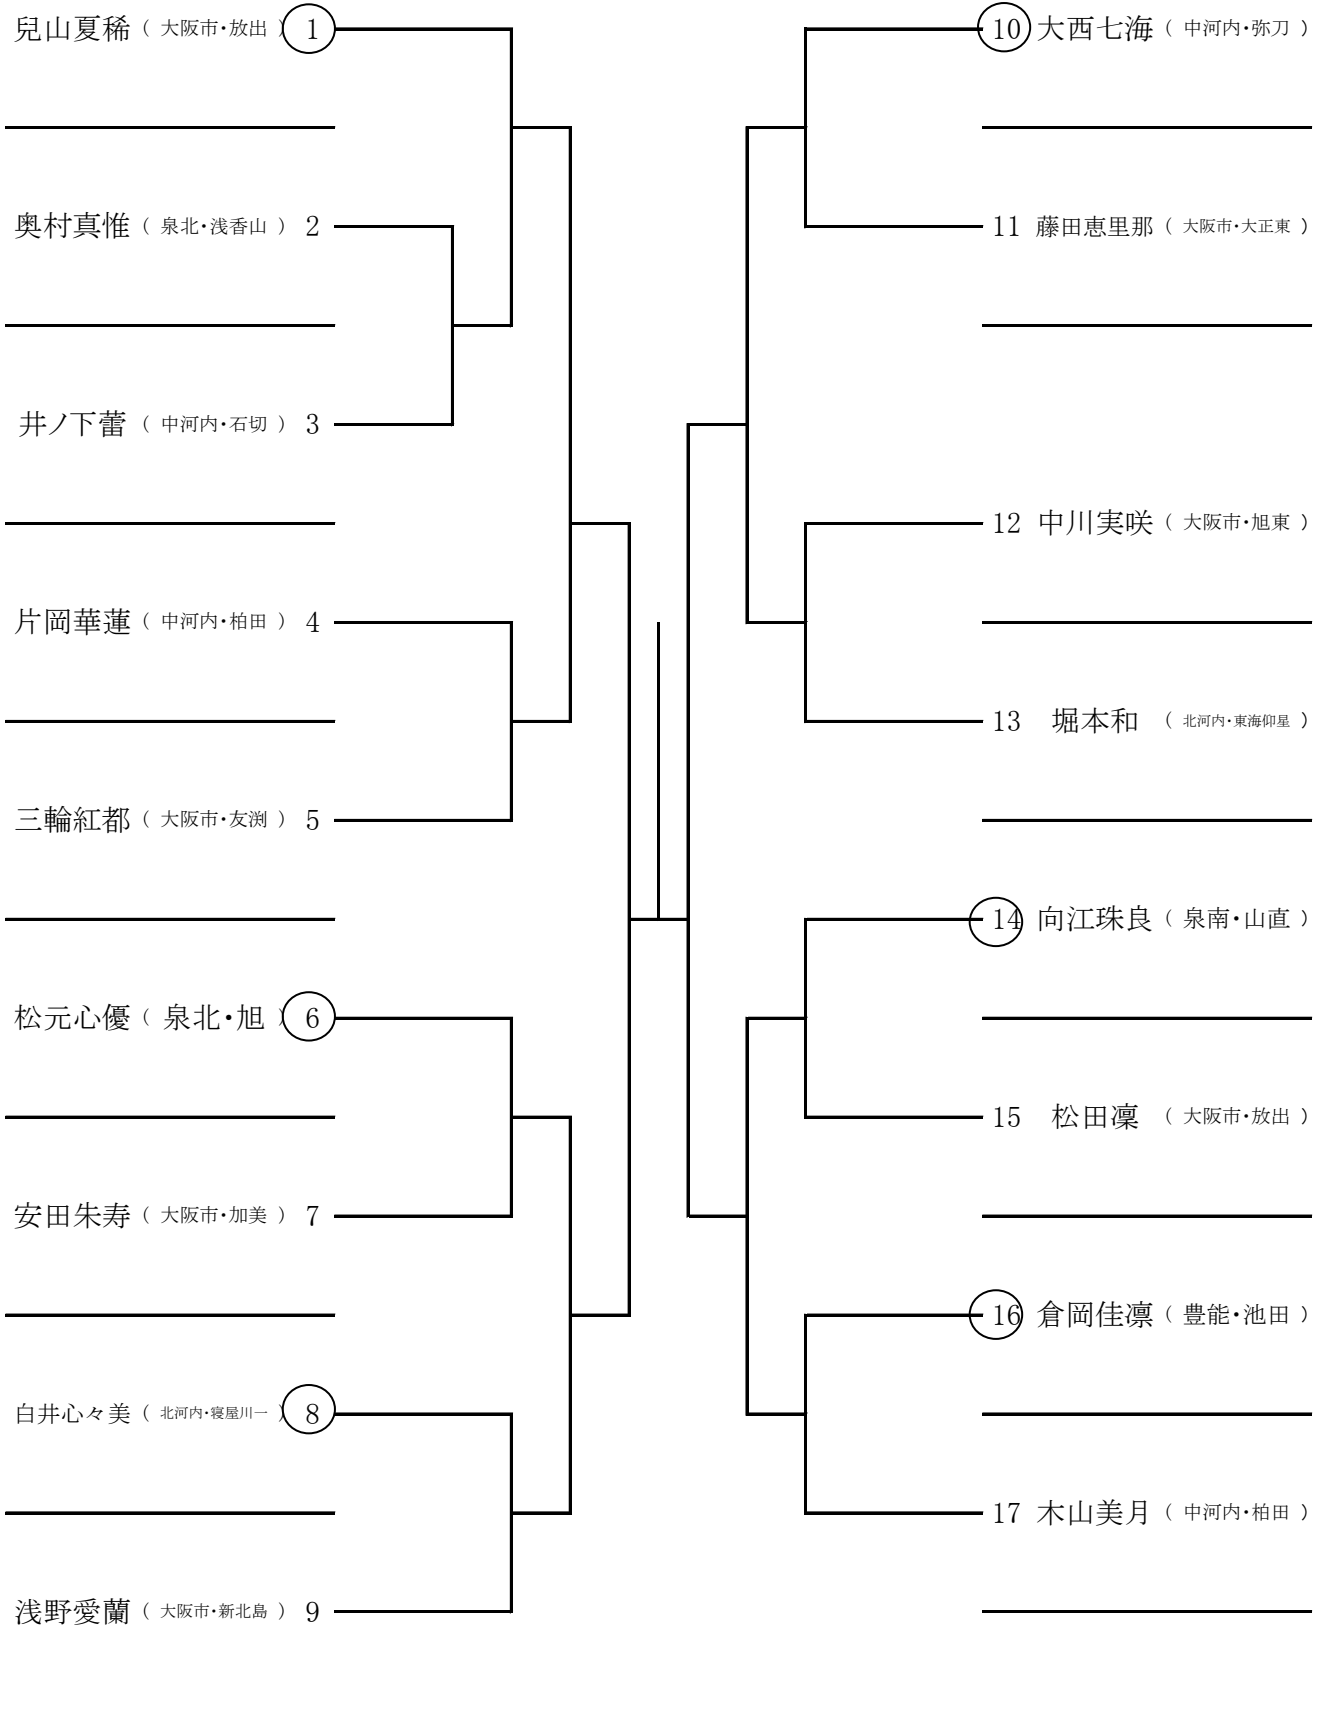 兒山夏稀 ( 大阪市・放出 ) 1
奥村真惟 ( 泉北・浅香山 ) 2
井ノ下蕾 ( 中河内・石切 ) 3
片岡華蓮 ( 中河内・柏田 ) 4
三輪紅都 ( 大阪市・友渕 ) 5
松元心優 ( 泉北・旭 ) 6
安田朱寿 ( 大阪市・加美 ) 7
白井心々美 ( 北河内・寝屋川一 ) 8
浅野愛蘭 ( 大阪市・新北島 ) 9
10 大西七海 ( 中河内・弥刀 )
11 藤田恵里那 ( 大阪市・大正東 )
12 中川実咲 ( 大阪市・旭東 )
13 堀本和 ( 北河内・東海仰星 )
14 向江珠良 ( 泉南・山直 )
15 松田凜 ( 大阪市・放出 )
16 倉岡佳凛 ( 豊能・池田 )
17 木山美月 ( 中河内・柏田 )